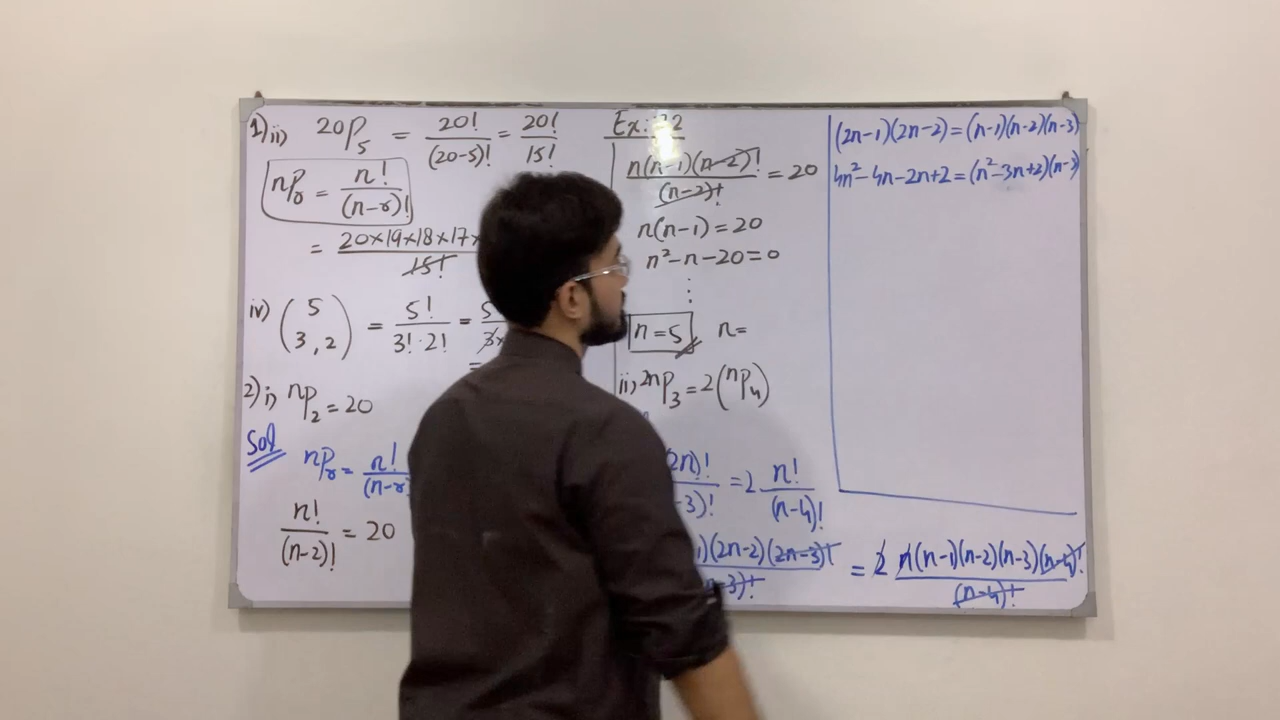 1) ii) 20P₅ = 20!/(20-5)! = 20!/15!
nPr = n!/(n-r)!
= 20×19×18×17×/15!
iv) (5 / 3,2) = 5!/3!·2! = 5/3×
=
2) i) nP₂ = 20
Sol
nPr = n!/(n-r)
n!/(n-2)! = 20
Ex:
n(n-1)(n-2)!/(n-2)! = 20
n(n-1) = 20
n²-n-20=0
⋮
n=5 n=
ii) 2nP₃ = 2(nP₄)
2n)!/-3)! = 2 n!/(n-4)!
1)(2n-2)(2n-3)!/n-3)! = 2 n(n-1)(n-2)(n-3)(n-4)!/(n-4)!
(2n-1)(2n-2)=(n-1)(n-2)(n-3)
4n²-4n-2n+2=(n²-3n+2)(n-3)